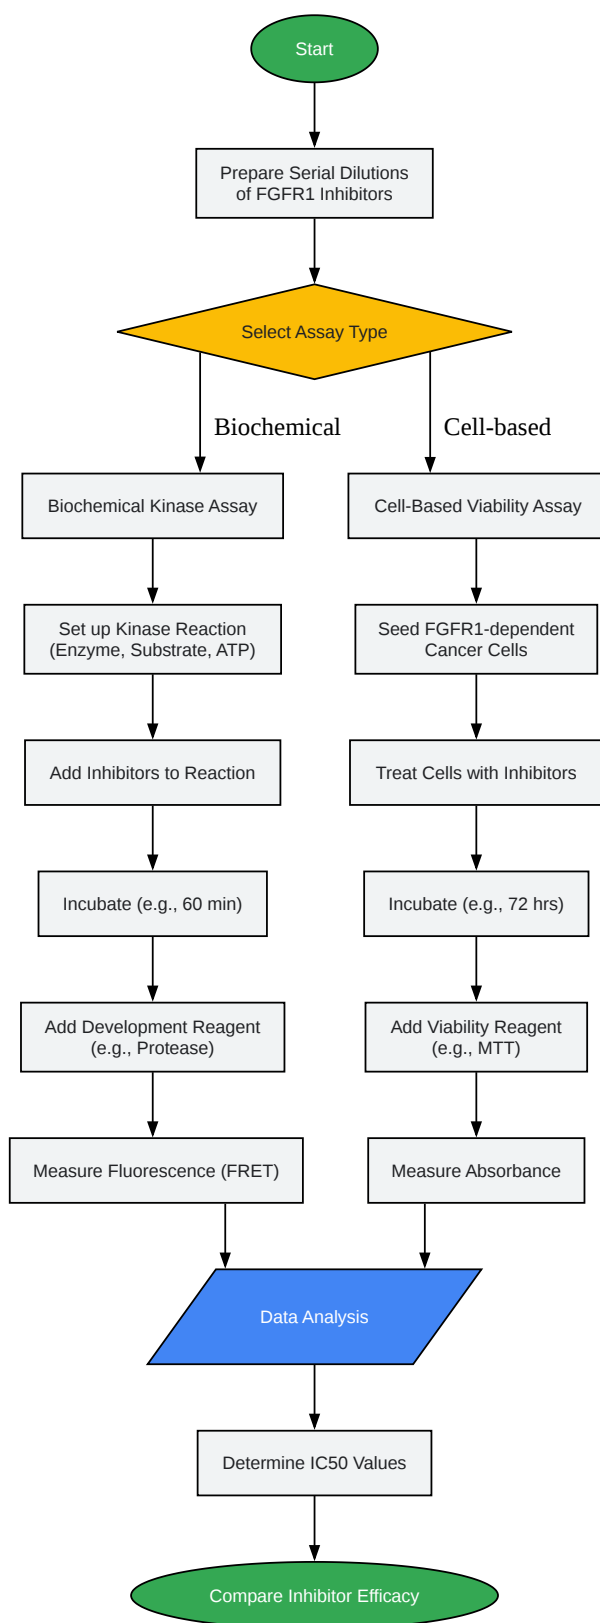 Start
Prepare Serial Dilutions
of FGFR1 Inhibitors
Select Assay Type
Biochemical
Cell-based
Biochemical Kinase Assay
Cell-Based Viability Assay
Set up Kinase Reaction
(Enzyme, Substrate, ATP)
Seed FGFR1-dependent
Cancer Cells
Add Inhibitors to Reaction
Treat Cells with Inhibitors
Incubate (e.g., 60 min)
Incubate (e.g., 72 hrs)
Add Development Reagent
(e.g., Protease)
Add Viability Reagent
(e.g., MTT)
Measure Fluorescence (FRET)
Measure Absorbance
Data Analysis
Determine IC50 Values
Compare Inhibitor Efficacy